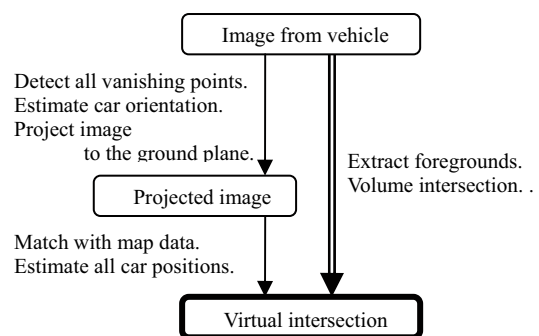 Image from vehicle
Detect all vanishing points.
Estimate car orientation.
Project image
to the ground plane.
Extract foregrounds.
Volume intersection. .
Projected image
Match with map data.
Estimate all car positions.
Virtual intersection